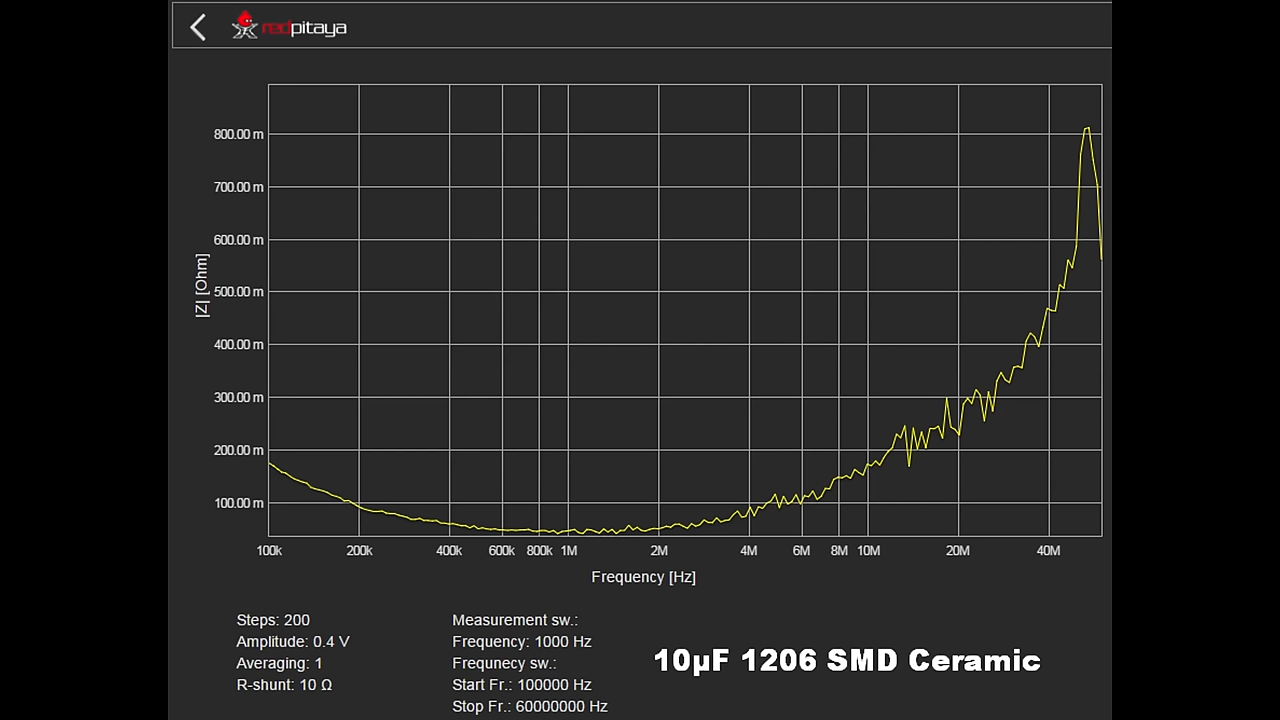 redpitaya
800.00 m
700.00 m
600.00 m
500.00 m
400.00 m
300.00 m
200.00 m
100.00 m
|Z| [Ohm]
100k 200k 400k 600k 800k 1M 2M 4M 6M 8M 10M 20M 40M
Frequency [Hz]
Steps: 200
Amplitude: 0.4 V
Averaging: 1
R-shunt: 10 Ω
Measurement sw.:
Frequency: 1000 Hz
Frequnecy sw.:
Start Fr.: 100000 Hz
Stop Fr.: 60000000 Hz
10µF 1206 SMD Ceramic